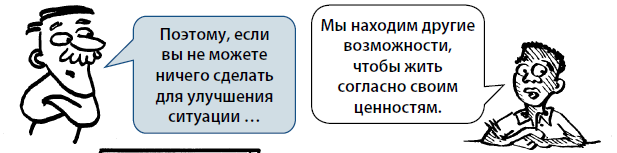 Поэтому, если
вы не можете
ничего сделать
для улучшения
ситуации ...
Мы находим другие
возможности,
чтобы жить
согласно своим
ценностям.